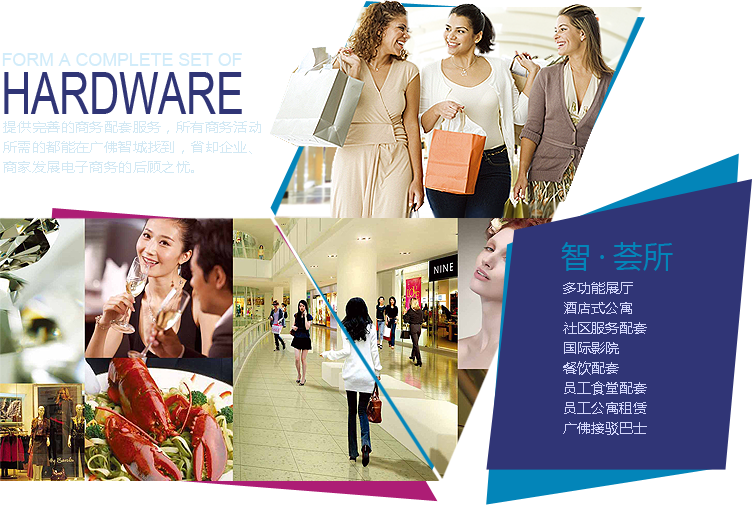 FORM A COMPLETE SET OF
HARDWARE
提供完善的商务配套服务，所有商务活动
所需的都能在广佛智城找到，省却企业、
商家发展电子商务的后顾之忧。
NINE
智·荟所
多功能展厅
酒店式公寓
社区服务配套
国际影院
餐饮配套
员工食堂配套
员工公寓租赁
广佛接驳巴士